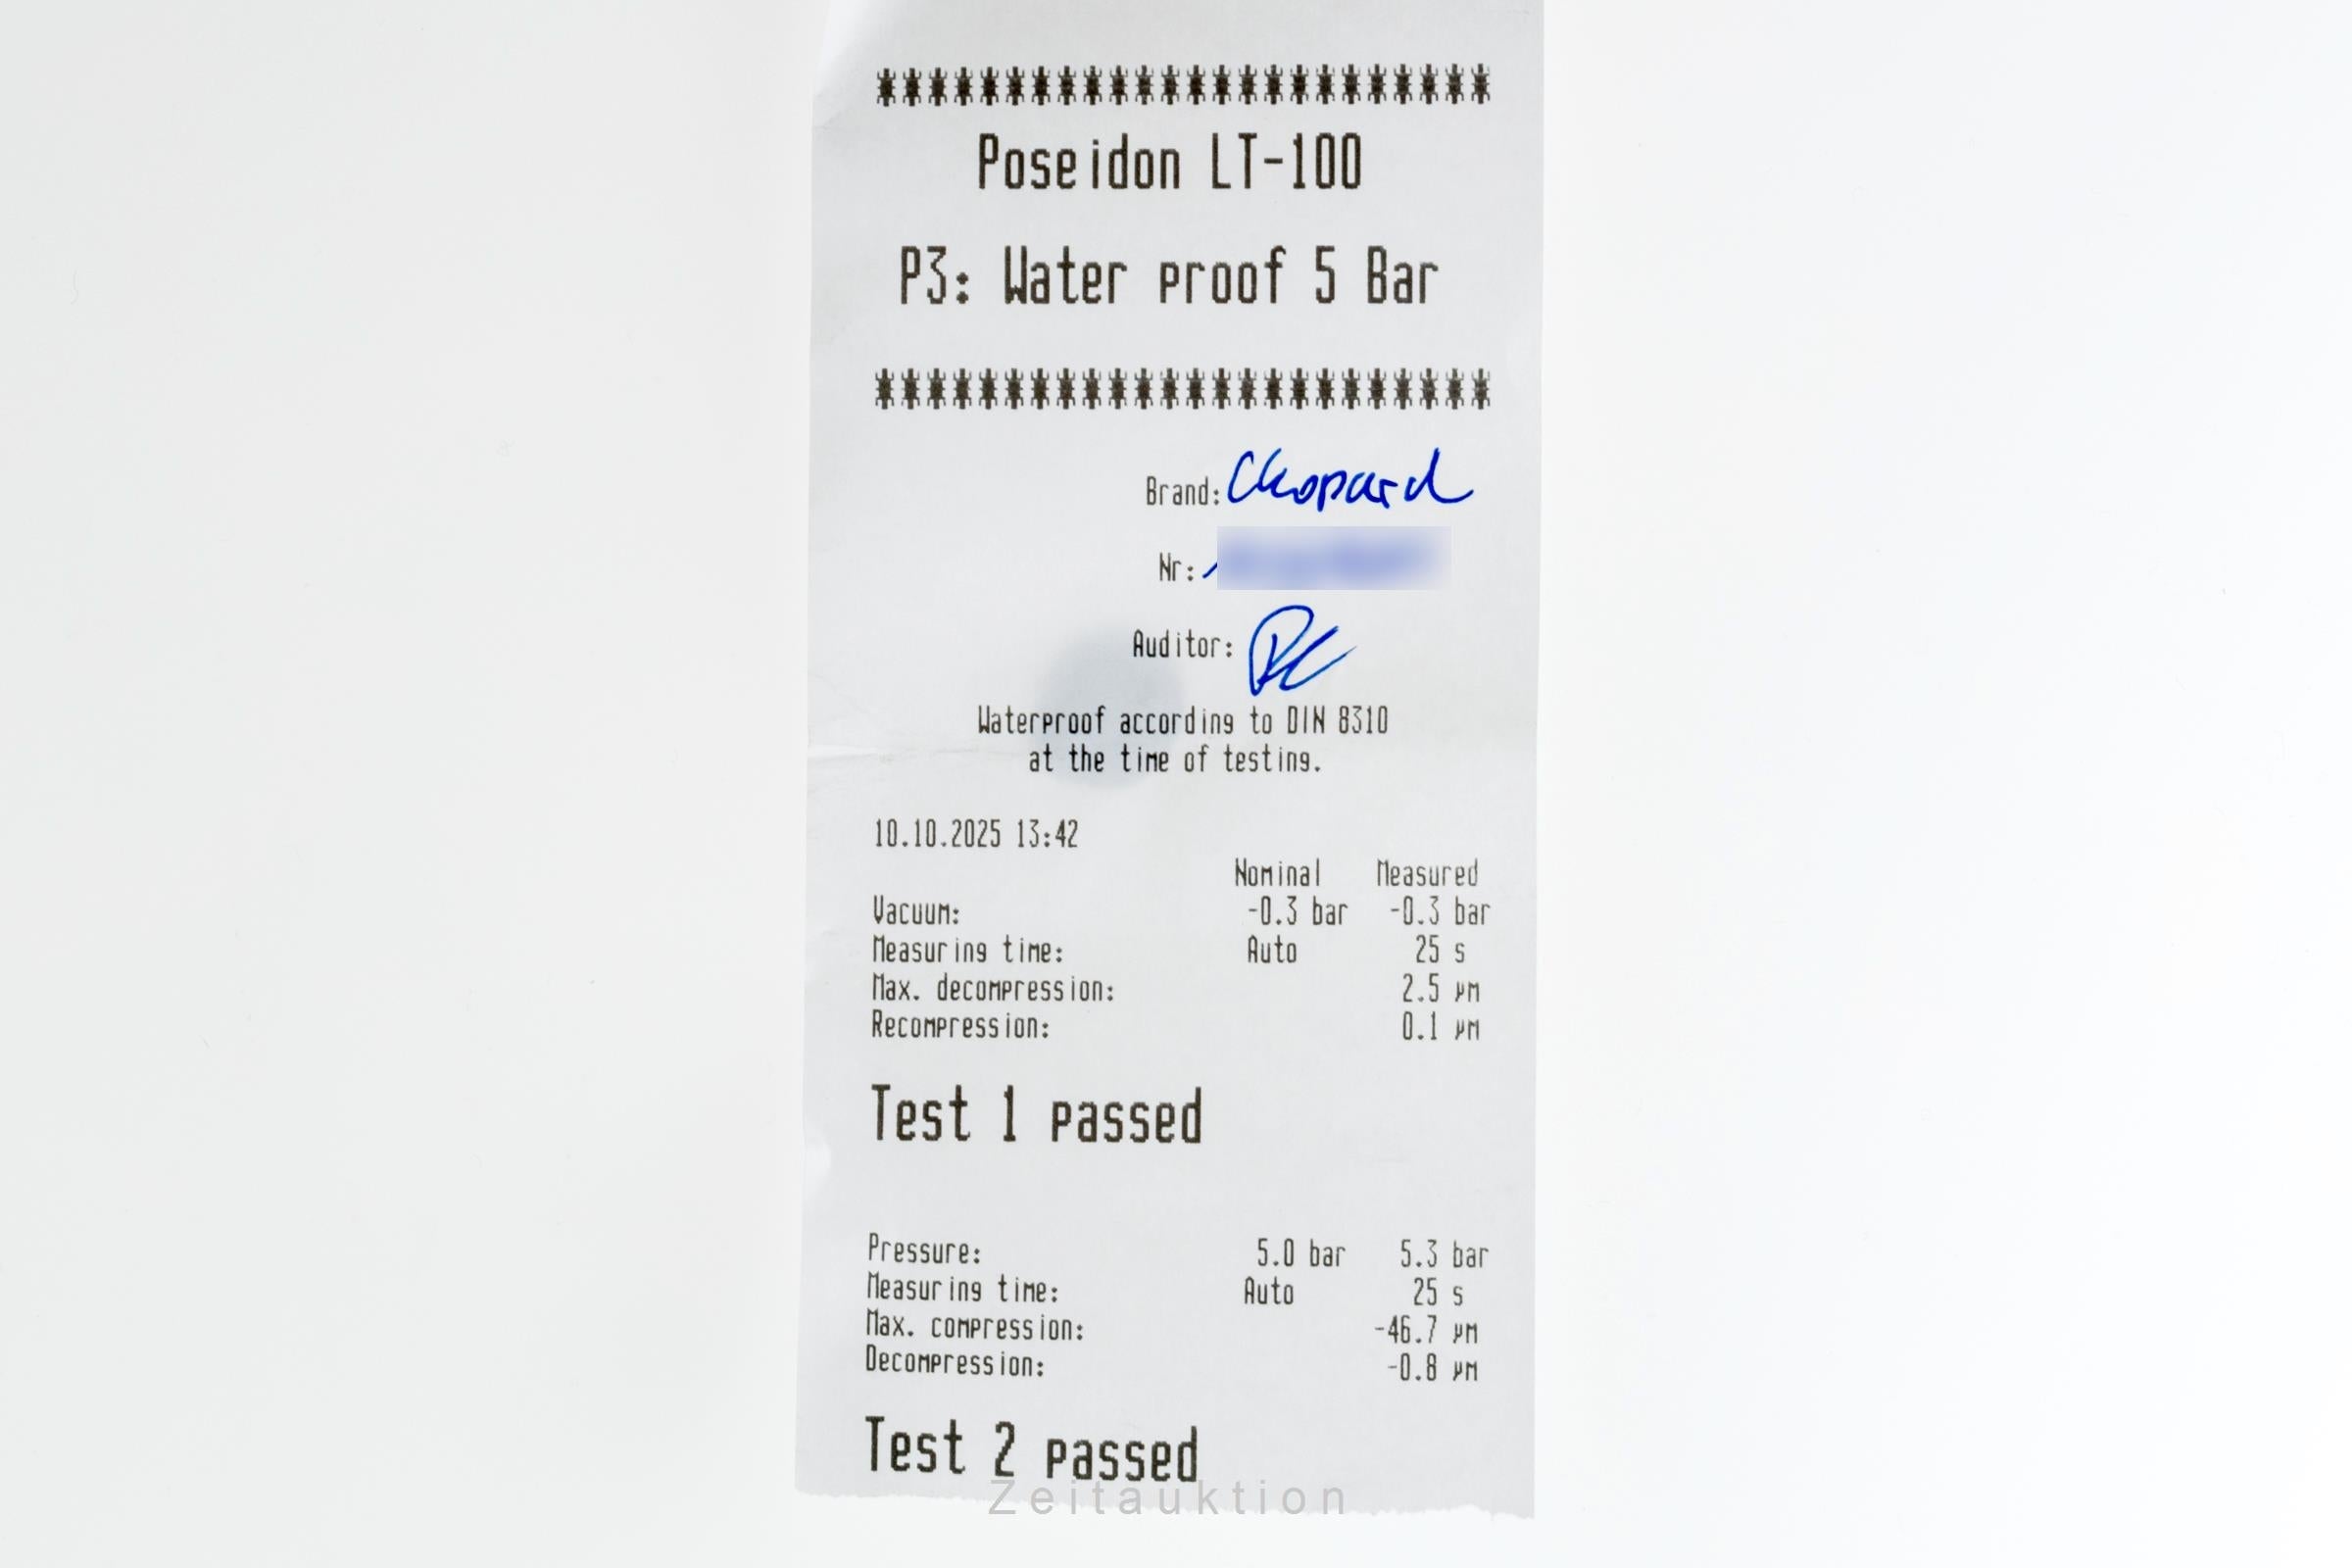 ************************
Poseidon LT-100
P3: Water proof 5 Bar
************************
Brand: Chopard
Nr:
Auditor:
Waterproof according to DIN 8310
at the time of testing.
10.10.2025 13:42
Nominal Measured
Vacuum: -0.3 bar -0.3 bar
Measuring time: Auto 25 s
Max. decompression: 2.5 µm
Recompression: 0.1 µm
Test 1 passed
Pressure: 5.0 bar 5.3 bar
Measuring time: Auto 25 s
Max. compression: -46.7 µm
Decompression: -0.8 µm
Test 2 passed
Zeitauktion